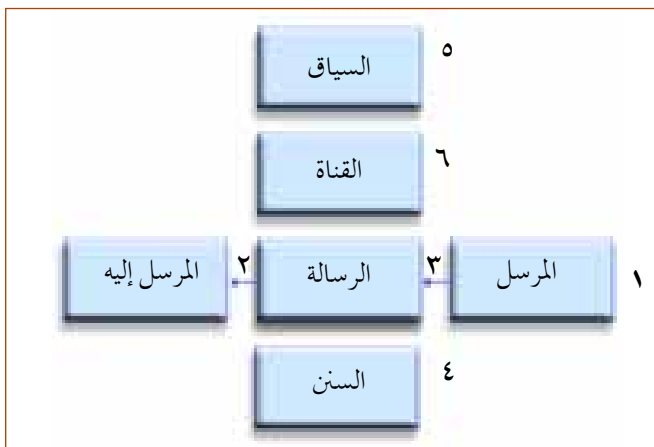 السياق ٥
القناة ٦
١ المرسل ٣ الرسالة ٢ المرسل إليه
السنن ٤